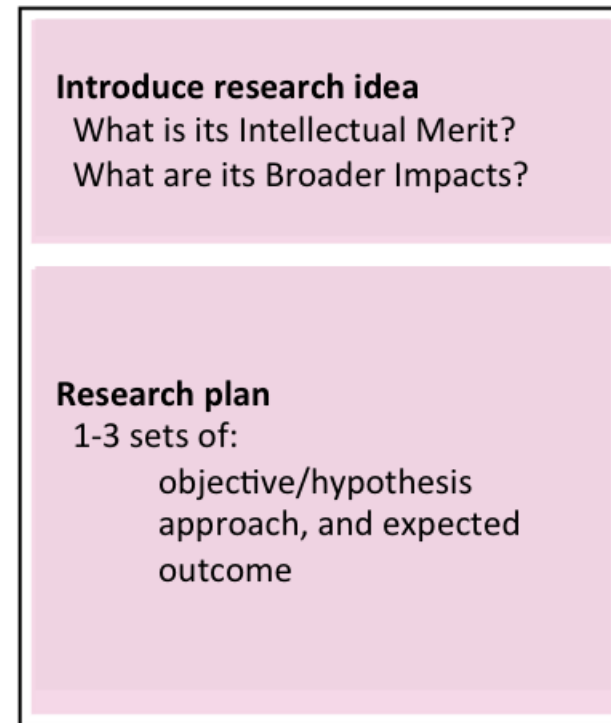 Introduce research idea
What is its Intellectual Merit?
What are its Broader Impacts?
Research plan
1-3 sets of:
objective/hypothesis
approach, and expected
outcome